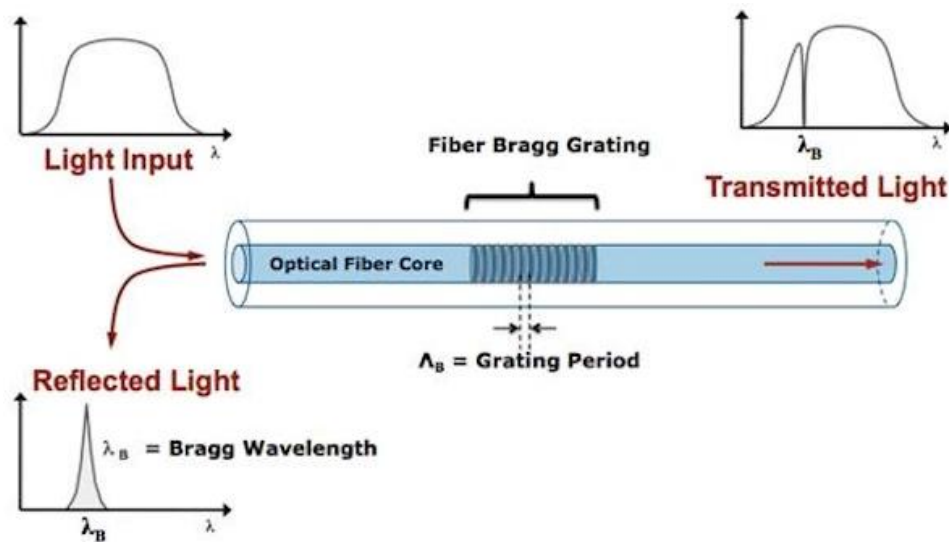 λ
Light Input
Fiber Bragg Grating
λ
λB
Transmitted Light
Optical Fiber Core
ΛB = Grating Period
Reflected Light
λB = Bragg Wavelength
λ
λB